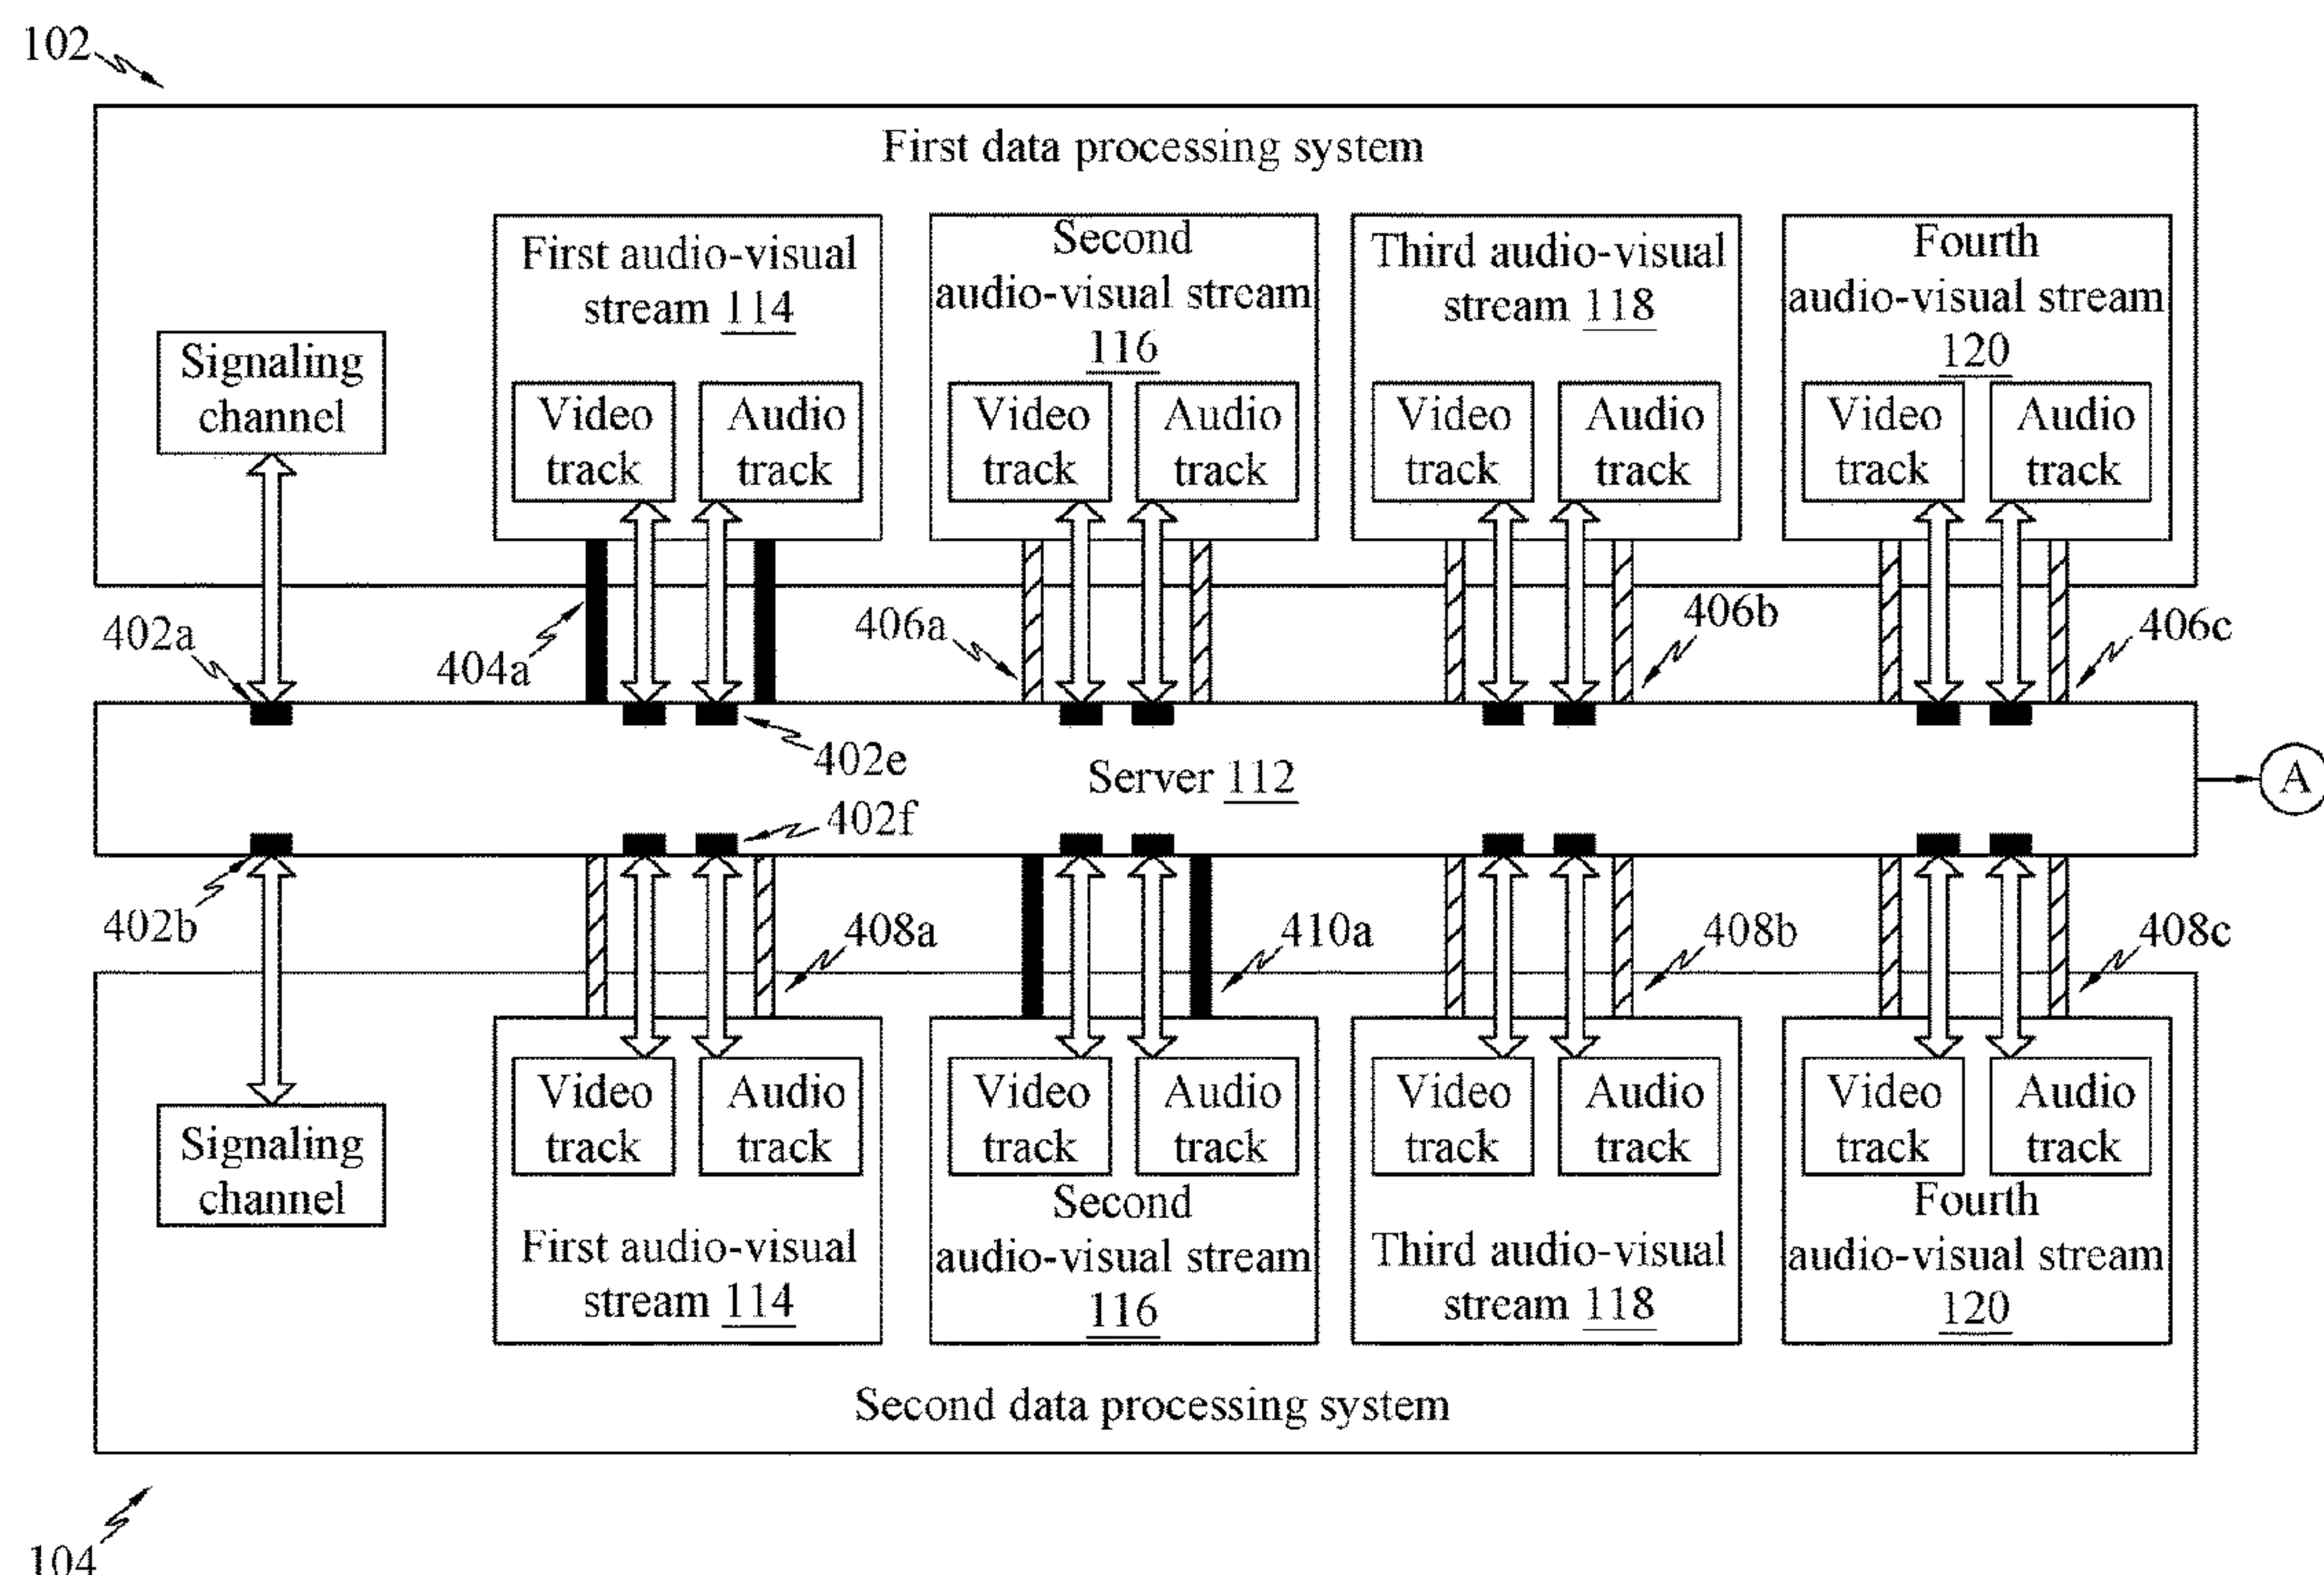 102
First data processing system
First audio-visual
stream 114
Second
audio-visual stream
116
Third audio-visual
stream 118
Fourth
audio-visual stream
120
Signaling
channel
Video
track
Audio
track
Video
track
Audio
track
Video
track
Audio
track
Video
track
Audio
track
402a
404a
406a
406b
406c
402e
Server 112
A
402f
402b
408a
410a
408b
408c
Signaling
channel
Video
track
Audio
track
Video
track
Audio
track
Video
track
Audio
track
Video
track
Audio
track
First audio-visual
stream 114
Second
audio-visual stream
116
Third audio-visual
stream 118
Fourth
audio-visual stream
120
Second data processing system
104